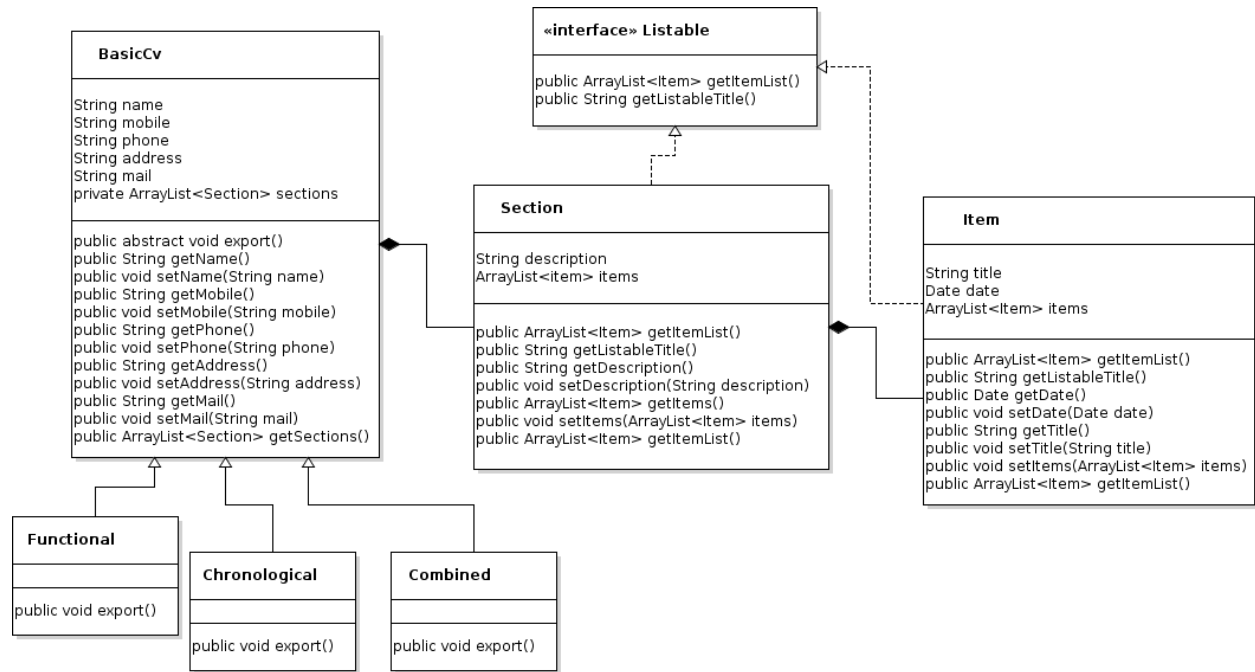 BasicCv
String name
String mobile
String phone
String address
String mail
private ArrayList<Section> sections
public abstract void export()
public String getName()
public void setName(String name)
public String getMobile()
public void setMobile(String mobile)
public String getPhone()
public void setPhone(String phone)
public String getAddress()
public void setAddress(String address)
public String getMail()
public void setMail(String mail)
public ArrayList<Section> getSections()
«interface» Listable
public ArrayList<Item> getItemList()
public String getListableTitle()
Section
String description
ArrayList<item> items
public ArrayList<Item> getItemList()
public String getListableTitle()
public String getDescription()
public void setDescription(String description)
public ArrayList<Item> getItems()
public void setItems(ArrayList<Item> items)
public ArrayList<Item> getItemList()
Item
String title
Date date
ArrayList<Item> items
public ArrayList<Item> getItemList()
public String getListableTitle()
public Date getDate()
public void setDate(Date date)
public String getTitle()
public void setTitle(String title)
public void setItems(ArrayList<Item> items)
public ArrayList<Item> getItemList()
Functional
public void export()
Chronological
public void export()
Combined
public void export()